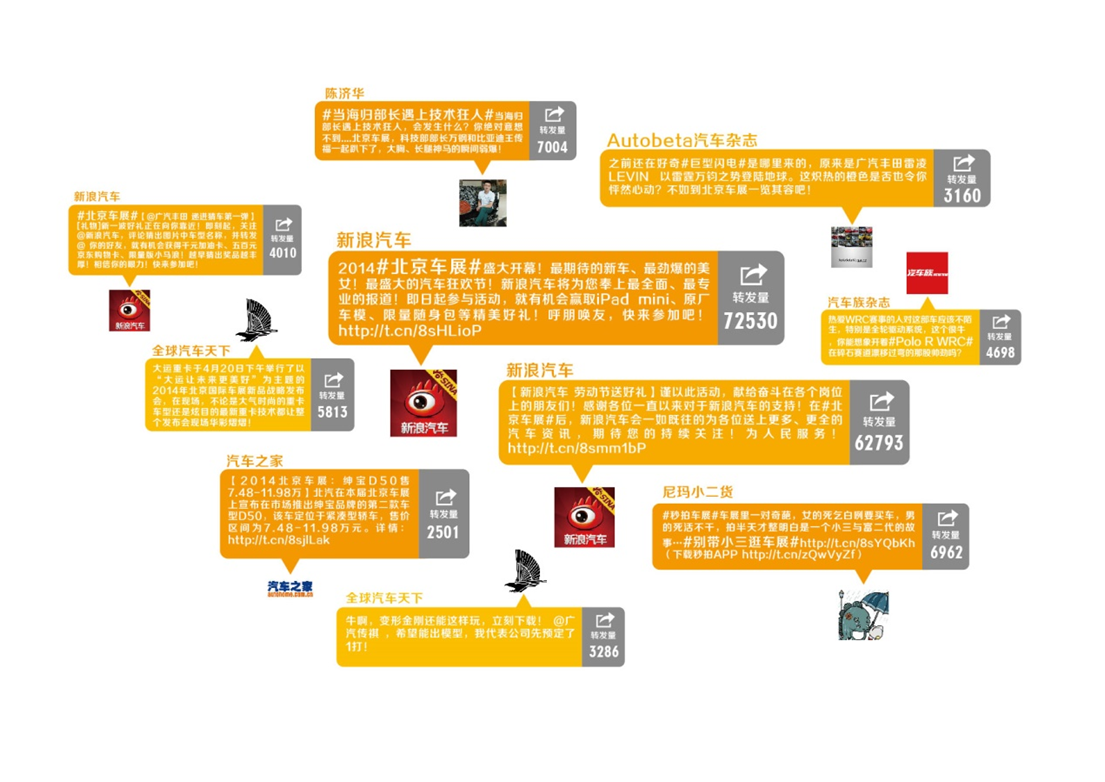 陈济华
#当海归部长遇上技术狂人#当海归
部长遇上技术狂人，会发生什么？你绝对意想
不到....北京车展，科技部部长万钢和比亚迪王传
福一起趴下了，大胸、长腿神马的瞬间弱爆！
转发量
7004
Autobeta汽车杂志
之前还在好奇#巨型闪电#是哪里来的，原来是广汽丰田雷凌
LEVIN 以雷霆万钧之势登陆地球。这炽热的橙色是否也令你
怦然心动？不如到北京车展一览其容吧！
转发量
3160
新浪汽车
#北京车展#【@广汽丰田 递进猜车第一弹】
[礼物]新一波好礼正在向你靠近！即刻起，关注
@新浪汽车，评论猜出图片中车型名称，并转发
@ 你的好友，就有机会获得千元加油卡、五百元
京东购物卡、限量版小马浪！越早猜出奖品越丰
厚！相信你的眼力！快来参加吧！
转发量
4010
新浪汽车
新浪汽车
2014#北京车展#盛大开幕！最期待的新车、最劲爆的美
女！最盛大的汽车狂欢节！新浪汽车将为您奉上最全面、最专
业的报道！即日起参与活动，就有机会赢取iPad mini、原厂
车模、限量随身包等精美好礼！呼朋唤友，快来参加吧！
http://t.cn/8sHLioP
转发量
72530
SINA
新浪汽车
汽车族
汽车族杂志
热爱WRC赛事的人对这部车应该不陌
生，特别是全轮驱动系统，这个很牛
，你能想象开着#Polo R WRC#
在碎石赛道漂移过弯的那股帅劲吗？
转发量
4698
全球汽车天下
大运重卡于4月20日下午举行了以
“大运让未来更美好”为主题的
2014年北京国际车展新品战略发布
会，在现场，不论是大气时尚的重卡
车型还是炫目的最新重卡技术都让整
个发布会现场华彩熠熠！
转发量
5813
新浪汽车
【新浪汽车 劳动节送好礼】谨以此活动，献给奋斗在各个岗位
上的朋友们！感谢各位一直以来对于新浪汽车的支持！在#北
京车展#后，新浪汽车会一如既往的为各位送上更多、更全的
汽车资讯，期待您的持续关注！为人民服务！
http://t.cn/8smm1bP
转发量
62793
SINA
新浪汽车
汽车之家
【2014北京车展：绅宝D50售
7.48-11.98万】北汽在本届北京车展
上宣布在市场推出绅宝品牌的第二款车
型D50，该车定位于紧凑型轿车，售价
区间为7.48-11.98万元。详情：
http://t.cn/8sjlLak
转发量
2501
汽车之家
autohome.com.cn
尼玛小二货
#秒拍车展#车展里一对奇葩，女的死乞白咧要买车，男
的死活不干，拍半天才整明白是一个小三与富二代的故
事…#别带小三逛车展#http://t.cn/8sYQbKh
（下载秒拍APP http://t.cn/zQwVyZf）
转发量
6962
全球汽车天下
牛啊，变形金刚还能这样玩，立刻下载！ @广
汽传祺 ，希望能出模型，我代表公司先预定了
1打！
转发量
3286